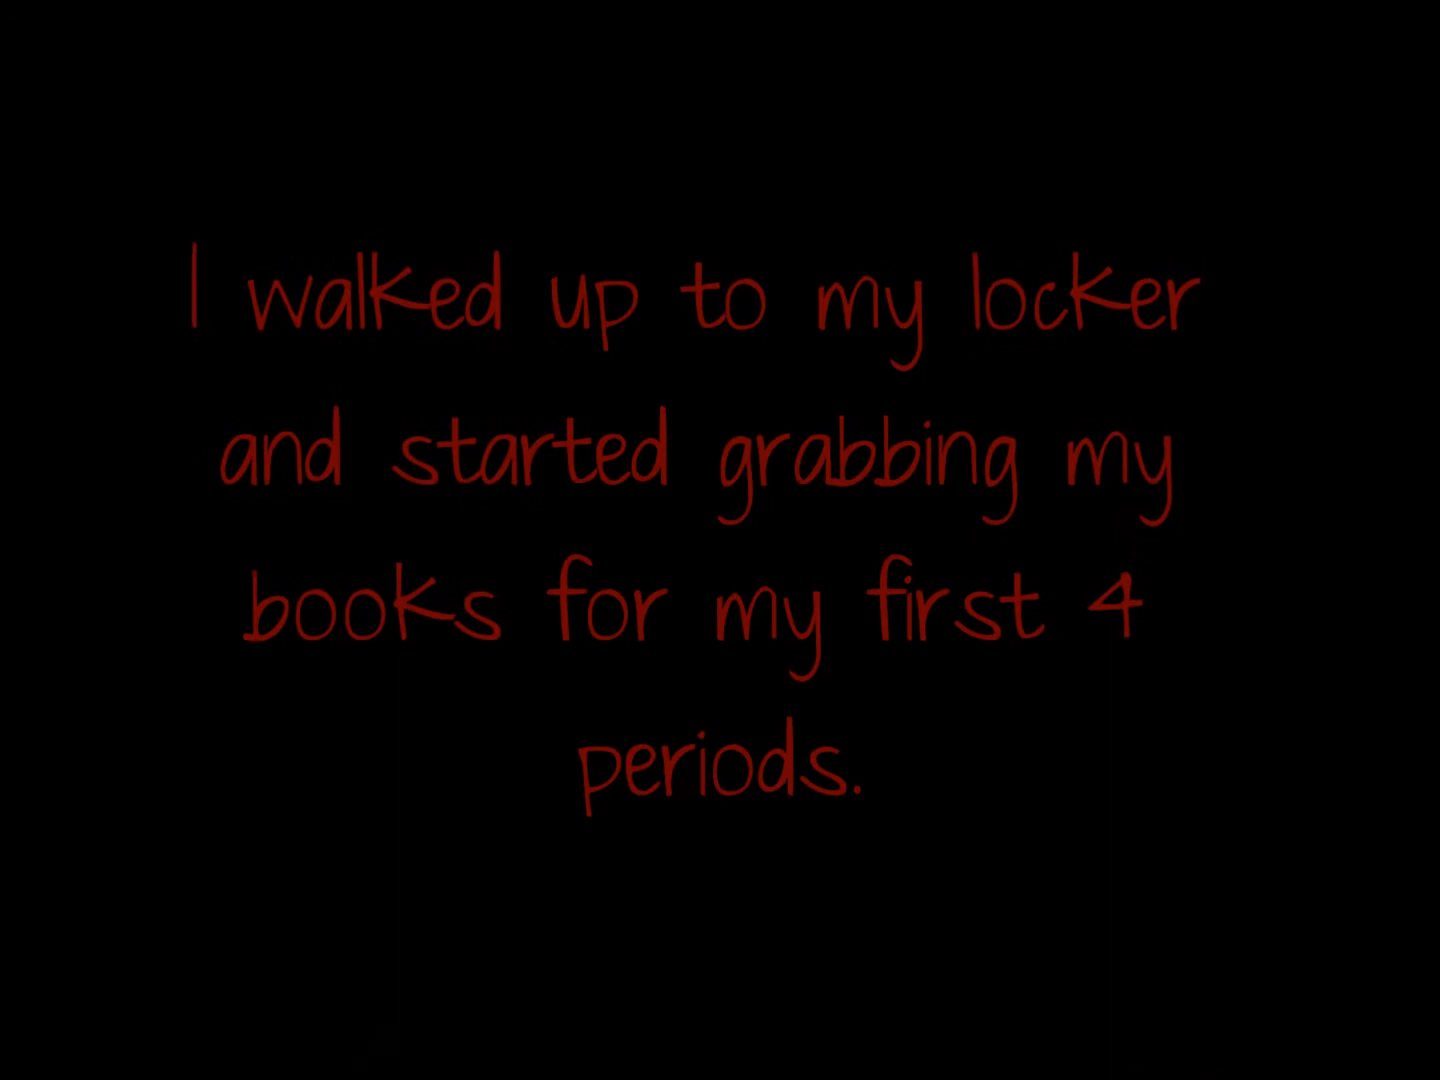 I walked up to my locker
and started grabbing my
books for my first 4
periods.